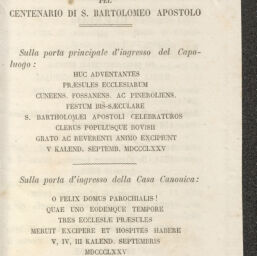 PEL
CENTENARIO DI S. BARTOLOMEO APOSTOLO
Sulla porta principale d'ingresso del Capo-
luogo :
HUC ADVENTANTES
PRÆSULES ECCLESIARUM
CUNEENS. FOSSANENS. AC PINEROLIENS.
FESTUM BIS-SÆCULARE
S. BARTHOLOMEI APOSTOLI CELEBRATUROS
CLERUS POPULUSQUE BOVISII
GRATO AC REVERENTI ANIMO EXCIPIUNT
V KALEND. SEPTEMB. MDCCCLXXV
Sulla porta d'ingresso della Casa Canonica :
O FELIX DOMUS PAROCHIALIS !
QUAE UNO EODEMQUE TEMPORE
TRES ECCLESIÆ PRÆSULES
MERUIT EXCIPERE ET HOSPITES HABERE
V, IV, III KALEND. SEPTEMBRIS
MDCCCLXXV